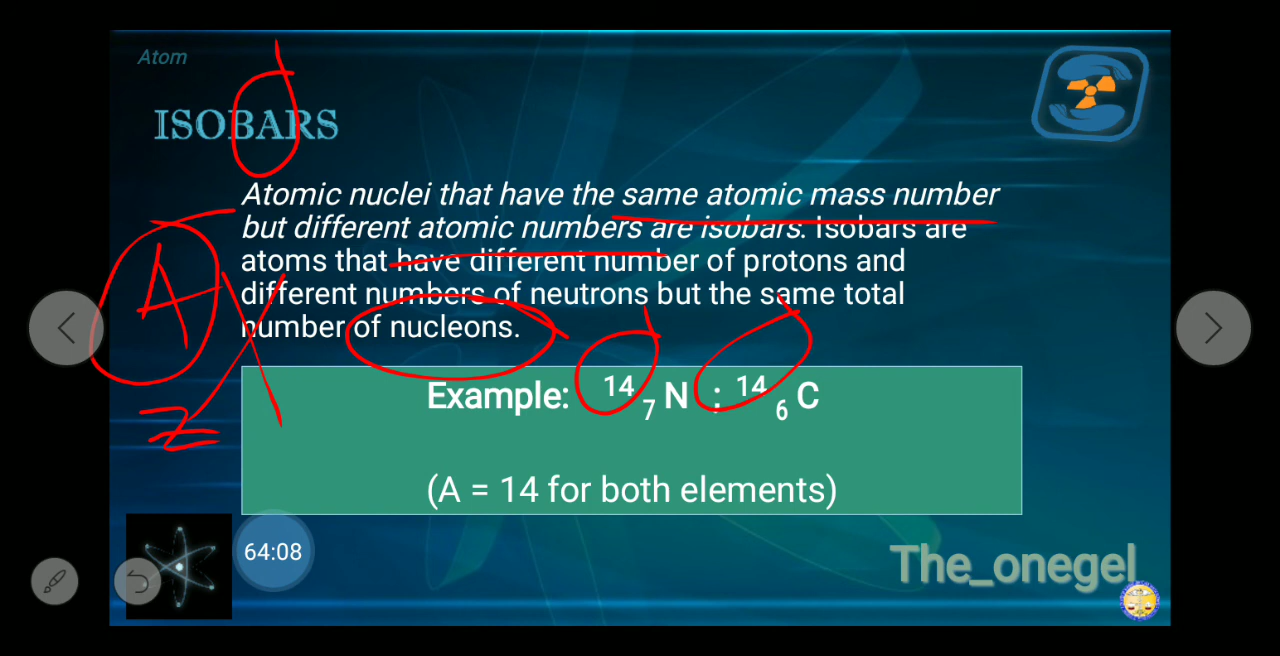 Atom
ISOBARS
Atomic nuclei that have the same atomic mass number
but different atomic numbers are isobars. Isobars are
atoms that have different number of protons and
different numbers of neutrons but the same total
number of nucleons.
A
X
Z
Example: 14 7 N : 14 6 C
(A = 14 for both elements)
64:08
The_onegel